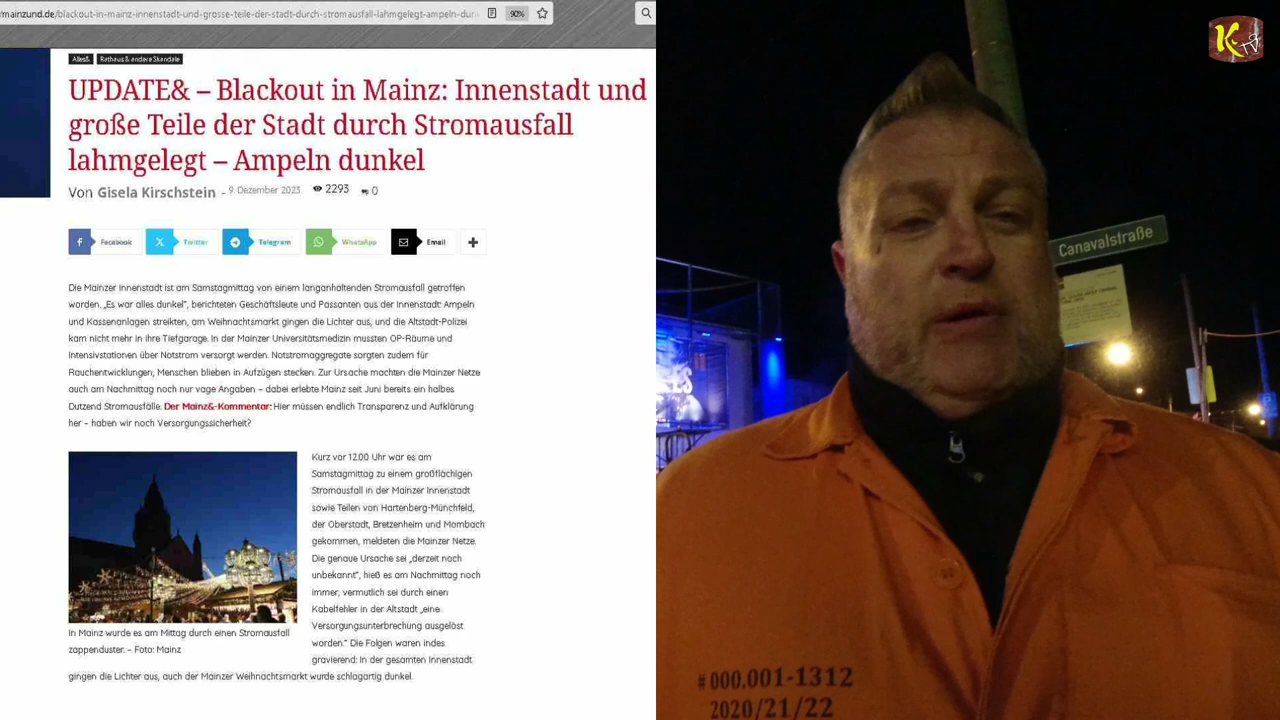 /mainzund.de/blackout-in-mainz-innenstadt-und-grosse-teile-der-stadt-durch-stromausfall-lahmgelegt-ampeln-dun
90%
Alles& Rathaus & andere Skandale
UPDATE& – Blackout in Mainz: Innenstadt und
große Teile der Stadt durch Stromausfall
lahmgelegt – Ampeln dunkel
Von Gisela Kirschstein - 9. Dezember 2023 2293 0
Facebook Twitter Telegram WhatsApp Email
Die Mainzer Innenstadt ist am Samstagmittag von einem langanhaltenden Stromausfall getroffen
worden. „Es war alles dunkel“, berichteten Geschäftsleute und Passanten aus der Innenstadt: Ampeln
und Kassenanlagen streikten, am Weihnachtsmarkt gingen die Lichter aus, und die Altstadt-Polizei
kam nicht mehr in ihre Tiefgarage. In der Mainzer Universitätsmedizin mussten OP-Räume und
Intensivstationen über Notstrom versorgt werden. Notstromaggregate sorgten zudem für
Rauchentwicklungen, Menschen blieben in Aufzügen stecken. Zur Ursache machten die Mainzer Netze
auch am Nachmittag noch nur vage Angaben – dabei erlebte Mainz seit Juni bereits ein halbes
Dutzend Stromausfälle. Der Mainz&-Kommentar: Hier müssen endlich Transparenz und Aufklärung
her – haben wir noch Versorgungssicherheit?
Kurz vor 12.00 Uhr war es am
Samstagmittag zu einem großflächigen
Stromausfall in der Mainzer Innenstadt
sowie Teilen von Hartenberg-Münchfeld,
der Oberstadt, Bretzenheim und Mombach
gekommen, meldeten die Mainzer Netze.
Die genaue Ursache sei „derzeit noch
unbekannt“, hieß es am Nachmittag noch
immer, vermutlich sei durch einen
Kabelfehler in der Altstadt „eine
Versorgungsunterbrechung ausgelöst
worden.“ Die Folgen waren indes
gravierend: In der gesamten Innenstadt
gingen die Lichter aus, auch der Mainzer Weihnachtsmarkt wurde schlagartig dunkel.
In Mainz wurde es am Mittag durch einen Stromausfall
zappenduster. – Foto: Mainz
K TV
Canavalstraße
# 000.001-1312
2020/21/22